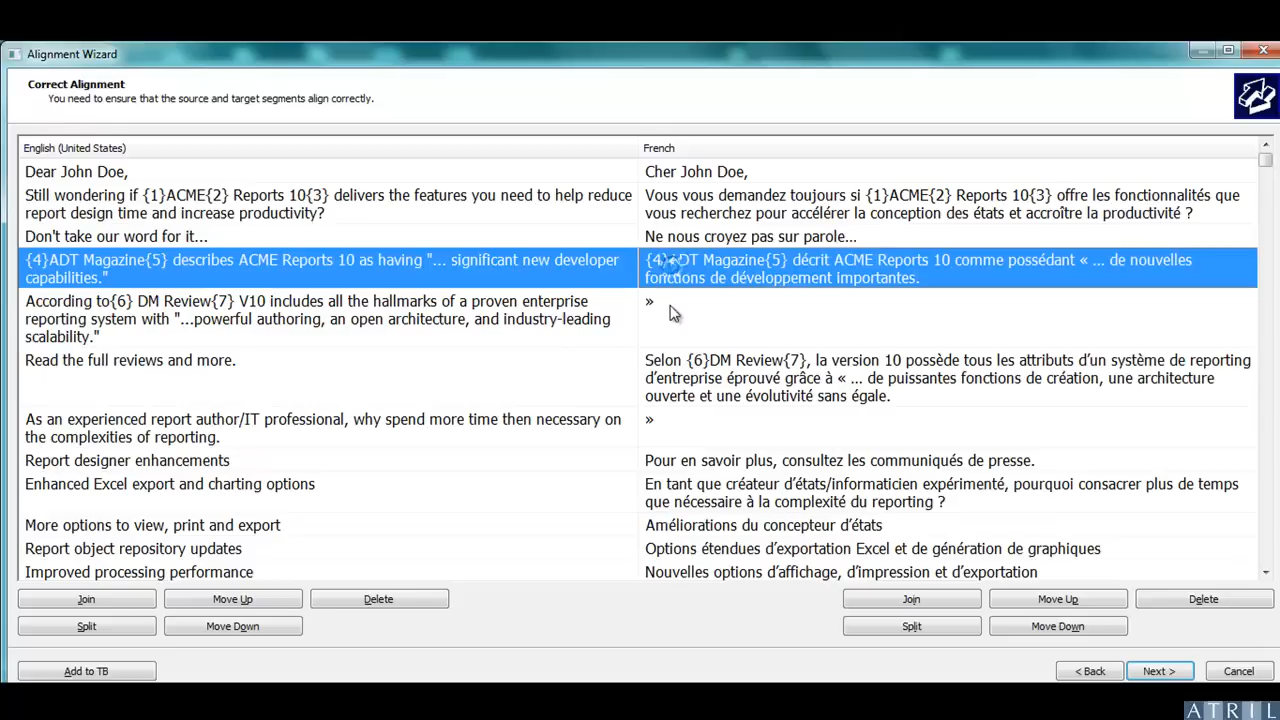 Alignment Wizard
Correct Alignment
You need to ensure that the source and target segments align correctly.
English (United States)
French
Dear John Doe,
Cher John Doe,
Still wondering if {1}ACME{2} Reports 10{3} delivers the features you need to help reduce
report design time and increase productivity?
Vous vous demandez toujours si {1}ACME{2} Reports 10{3} offre les fonctionnalités que
vous recherchez pour accélérer la conception des états et accroître la productivité ?
Don't take our word for it...
Ne nous croyez pas sur parole...
{4}ADT Magazine{5} describes ACME Reports 10 as having "... significant new developer
capabilities."
{4}ADT Magazine{5} décrit ACME Reports 10 comme possédant « ... de nouvelles
fonctions de développement importantes.
According to{6} DM Review{7} V10 includes all the hallmarks of a proven enterprise
reporting system with "...powerful authoring, an open architecture, and industry-leading
scalability."
»
Read the full reviews and more.
Selon {6}DM Review{7}, la version 10 possède tous les attributs d'un système de reporting
d'entreprise éprouvé grâce à « ... de puissantes fonctions de création, une architecture
ouverte et une évolutivité sans égale.
As an experienced report author/IT professional, why spend more time then necessary on
the complexities of reporting.
»
Report designer enhancements
Pour en savoir plus, consultez les communiqués de presse.
Enhanced Excel export and charting options
En tant que créateur d'états/informaticien expérimenté, pourquoi consacrer plus de temps
que nécessaire à la complexité du reporting ?
More options to view, print and export
Améliorations du concepteur d'états
Report object repository updates
Options étendues d'exportation Excel et de génération de graphiques
Improved processing performance
Nouvelles options d'affichage, d'impression et d'exportation
Join
Move Up
Delete
Join
Move Up
Delete
Split
Move Down
Split
Move Down
Add to TB
< Back
Next >
Cancel
ATRIL